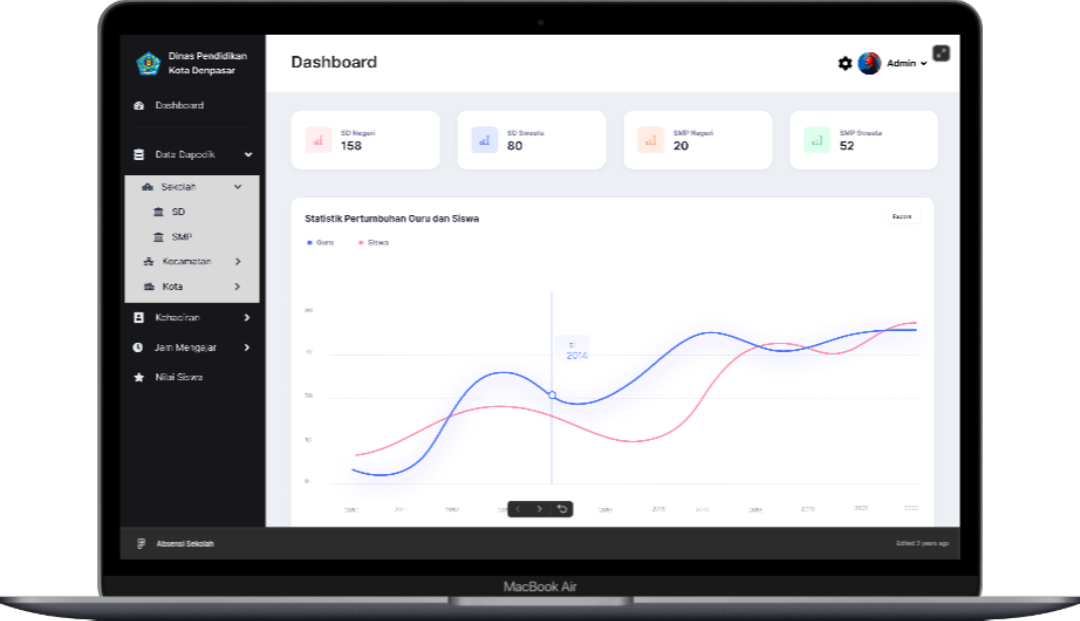 Dinas Pendidikan
Kota Denpasar
Dashboard
Admin
Dashboard
Data Dapodik
Sekolah
SD
SMP
Kecamatan
Kota
Kehadiran
Jam Mengajar
Nilai Siswa
SD Negeri
158
SD Swasta
80
SMP Negeri
20
SMP Swasta
52
Statistik Pertumbuhan Guru dan Siswa
Guru
Siswa
2014
Absensi Sekolah
Edited 3 years ago
MacBook Air